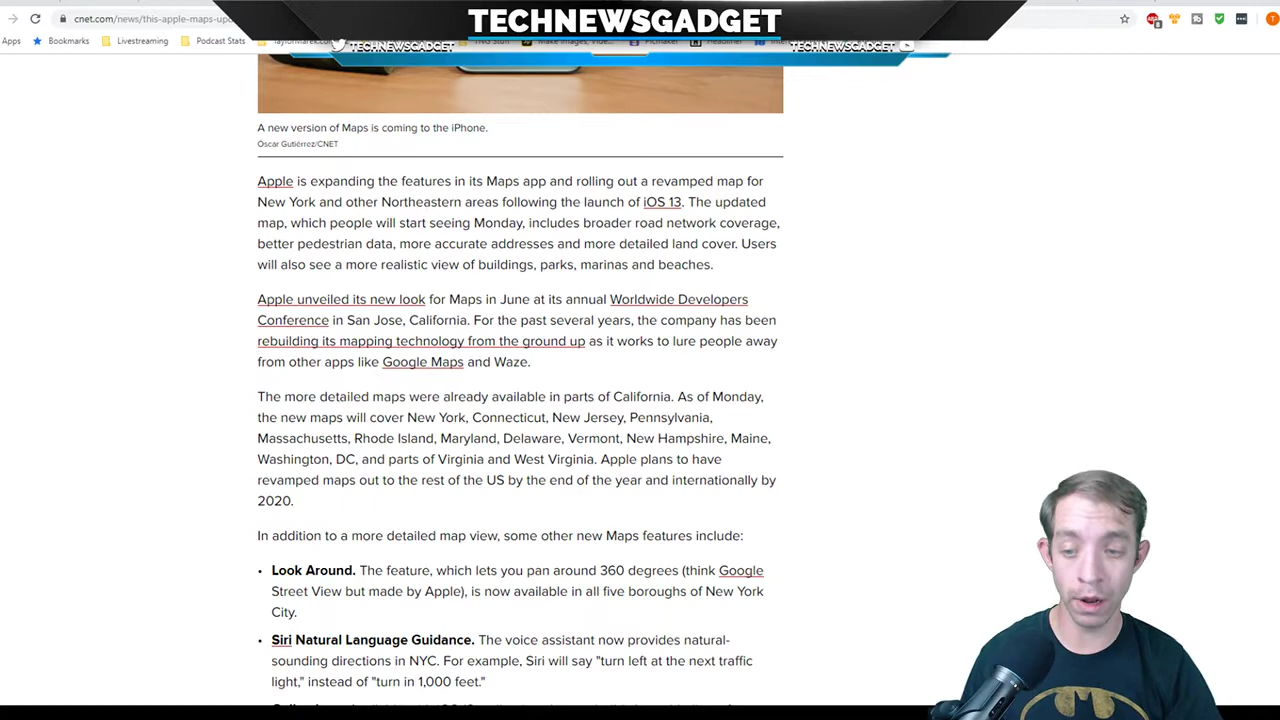 TECHNEWSGADGET
cnet.com/news/this-apple-maps-upd
Apps Bookmarks Livestreaming Podcast Stats
TECHNEWSGADGET
TECHNEWSGADGET
A new version of Maps is coming to the iPhone.
Óscar Gutiérrez/CNET
Apple is expanding the features in its Maps app and rolling out a revamped map for
New York and other Northeastern areas following the launch of iOS 13. The updated
map, which people will start seeing Monday, includes broader road network coverage,
better pedestrian data, more accurate addresses and more detailed land cover. Users
will also see a more realistic view of buildings, parks, marinas and beaches.
Apple unveiled its new look for Maps in June at its annual Worldwide Developers
Conference in San Jose, California. For the past several years, the company has been
rebuilding its mapping technology from the ground up as it works to lure people away
from other apps like Google Maps and Waze.
The more detailed maps were already available in parts of California. As of Monday,
the new maps will cover New York, Connecticut, New Jersey, Pennsylvania,
Massachusetts, Rhode Island, Maryland, Delaware, Vermont, New Hampshire, Maine,
Washington, DC, and parts of Virginia and West Virginia. Apple plans to have
revamped maps out to the rest of the US by the end of the year and internationally by
2020.
In addition to a more detailed map view, some other new Maps features include:
• Look Around. The feature, which lets you pan around 360 degrees (think Google
Street View but made by Apple), is now available in all five boroughs of New York
City.
• Siri Natural Language Guidance. The voice assistant now provides natural-
sounding directions in NYC. For example, Siri will say "turn left at the next traffic
light," instead of "turn in 1,000 feet."